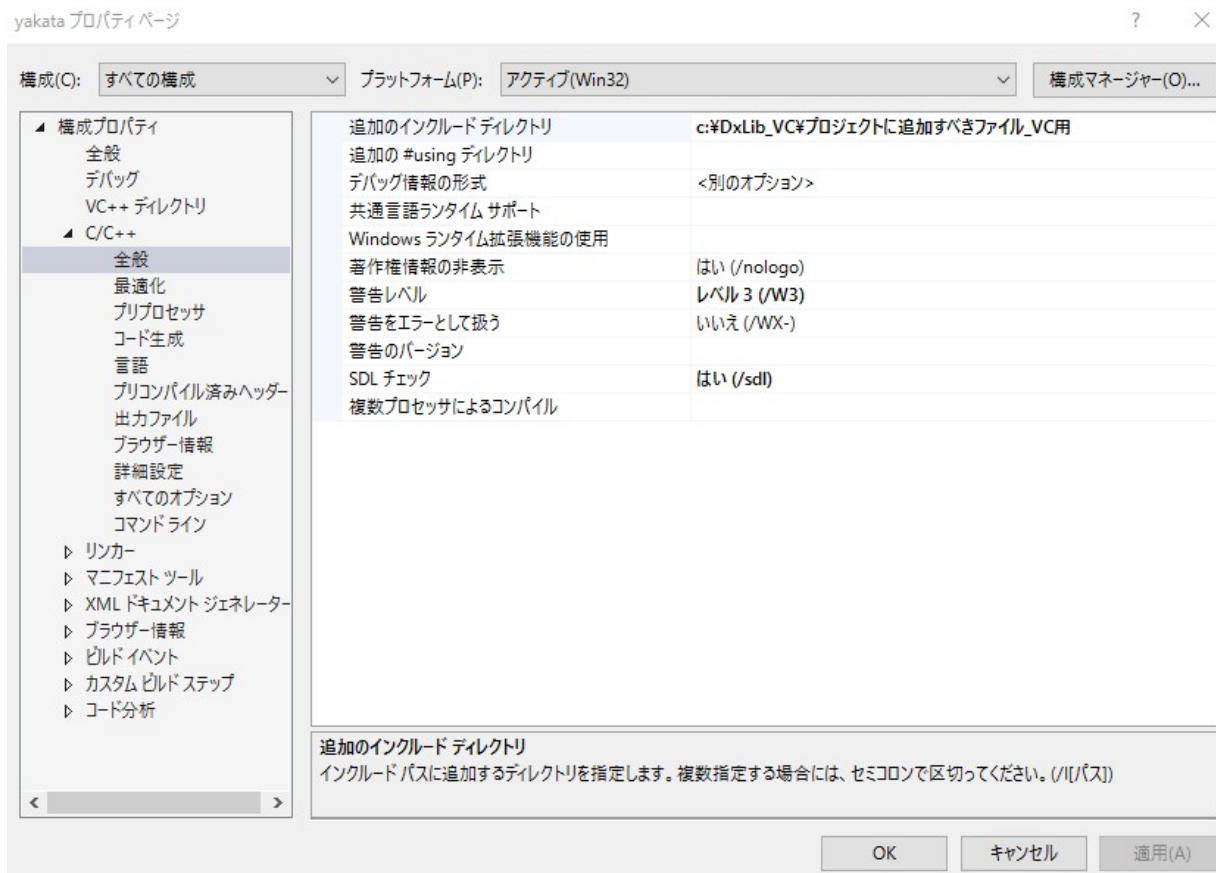 yakata プロパティ ページ
?
構成(C): すべての構成 プラットフォーム(P): アクティブ(Win32) 構成マネージャー(O)...
構成プロパティ
全般
デバッグ
VC++ ディレクトリ
C/C++
全般
最適化
プリプロセッサ
コード生成
言語
プリコンパイル済みヘッダー
出力ファイル
ブラウザー情報
詳細設定
すべてのオプション
コマンド ライン
リンカー
マニフェスト ツール
XML ドキュメント ジェネレーター
ブラウザー情報
ビルド イベント
カスタム ビルド ステップ
コード分析
追加のインクルード ディレクトリ c:¥DxLib_VC¥プロジェクトに追加すべきファイル_VC用
追加の #using ディレクトリ
デバッグ情報の形式 <別のオプション>
共通言語ランタイム サポート
Windows ランタイム拡張機能の使用
著作権情報の非表示 はい (/nologo)
警告レベル レベル 3 (/W3)
警告をエラーとして扱う いいえ (/WX-)
警告のバージョン
SDL チェック はい (/sdl)
複数プロセッサによるコンパイル
追加のインクルード ディレクトリ
インクルード パスに追加するディレクトリを指定します。複数指定する場合には、セミコロンで区切ってください。(/I[パス])
OK キャンセル 適用(A)